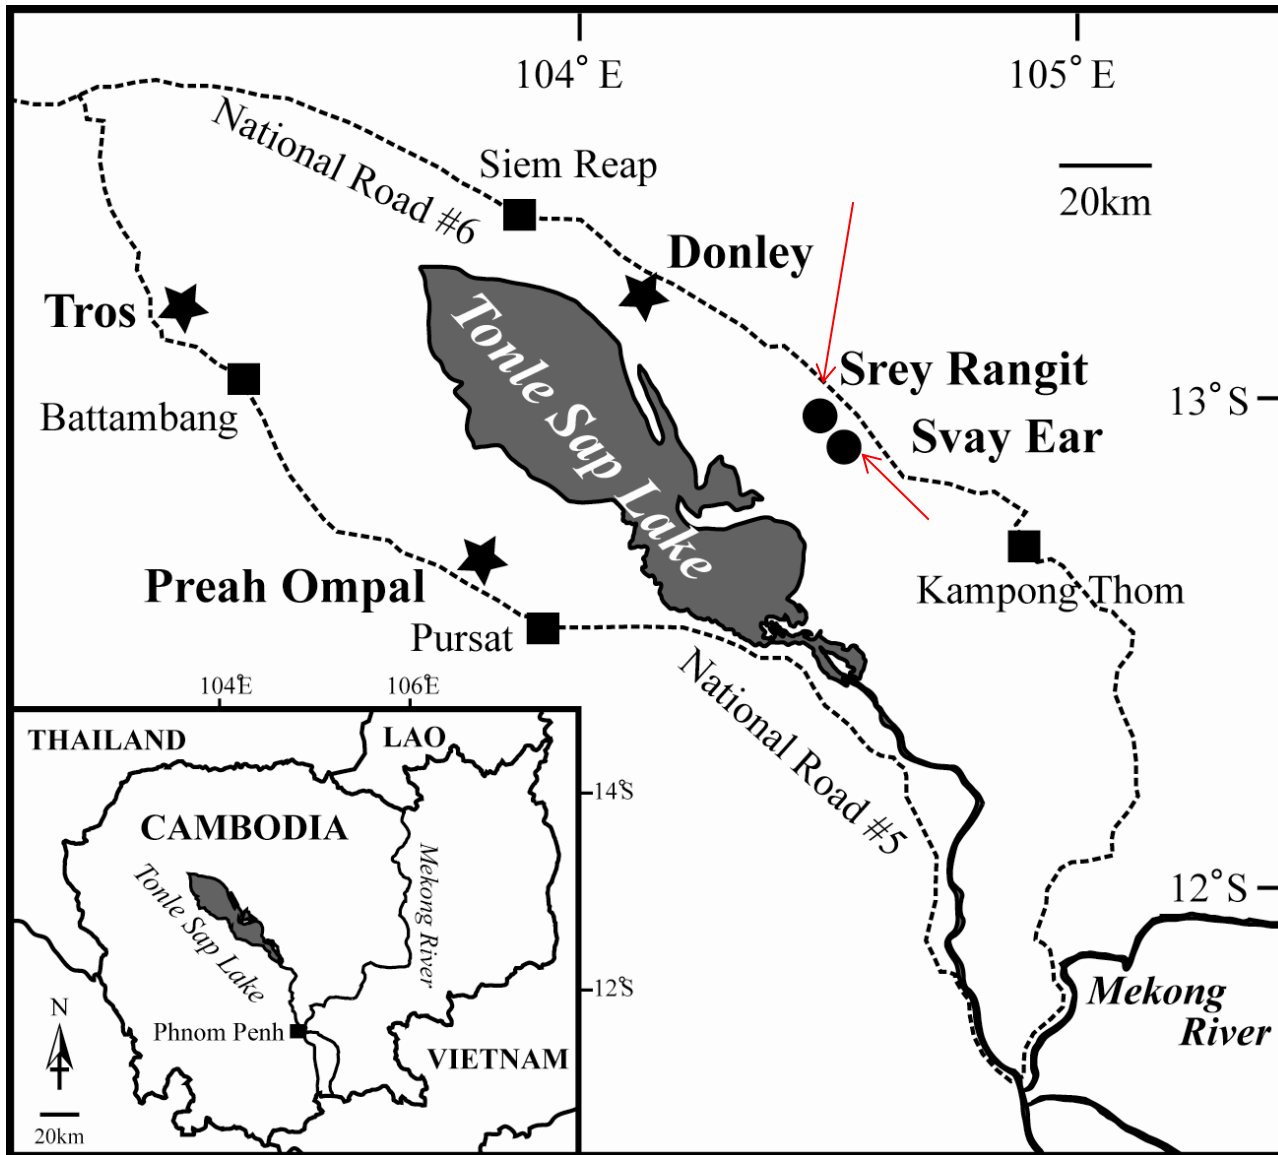 104° E
105° E
National Road #6
Siem Reap
20km
Donley
Tros
Tonle Sap Lake
Srey Rangit
13°S
Battambang
Svay Ear
Preah Ompal
Kampong Thom
Pursat
National Road #5
104°E
106°E
THAILAND
LAO
14°S
CAMBODIA
Mekong River
Tonle Sap Lake
12°S
12°S
N
Phnom Penh
VIETNAM
20km
Mekong
River